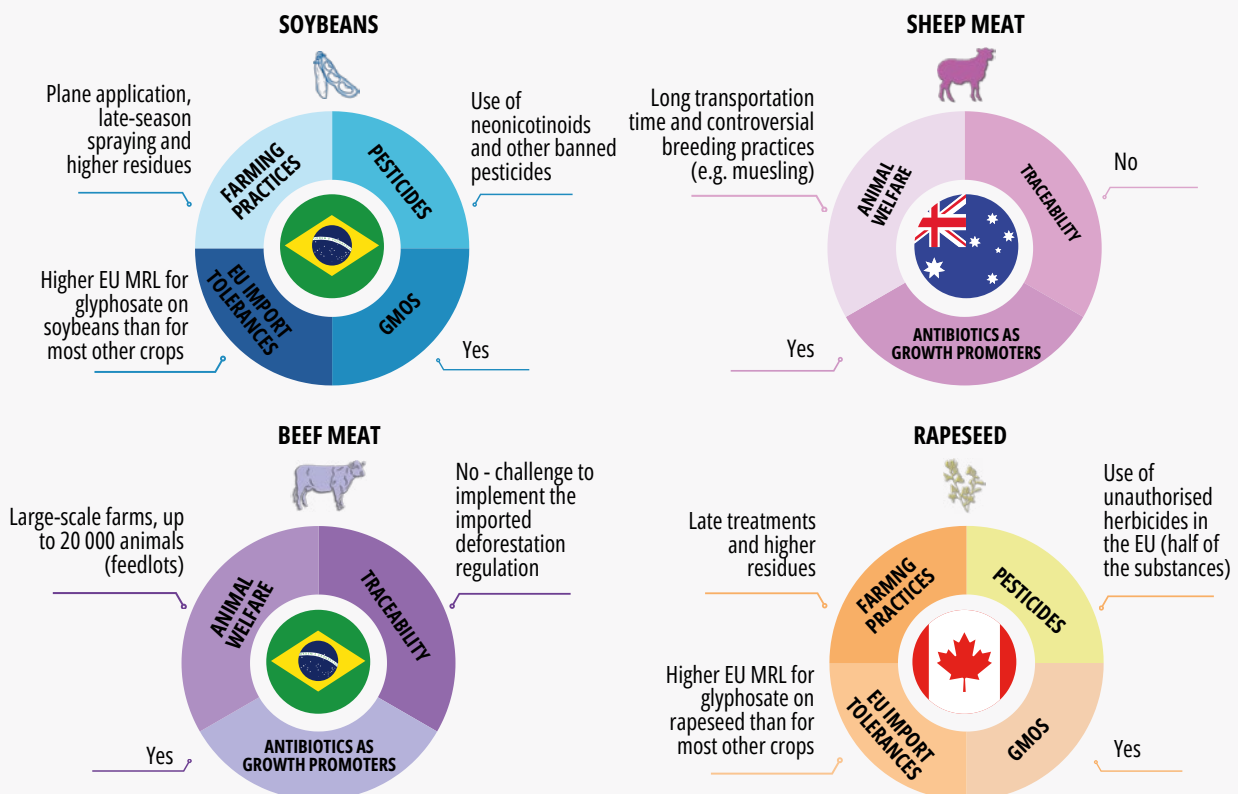 SOYBEANS
Plane application,
late-season
spraying and
higher residues
Use of
neonicotinoids
and other banned
pesticides
FARMING
PRACTICES
PESTICIDES
Higher EU MRL for
glyphosate on
soybeans than for
most other crops
EU IMPORT
TOLERANCES
GMOS
Yes
SHEEP MEAT
Long transportation
time and controversial
breeding practices
(e.g. muesling)
No
ANIMAL
WELFARE
TRACEABILITY
Yes
ANTIBIOTICS AS
GROWTH PROMOTERS
BEEF MEAT
Large-scale farms, up
to 20 000 animals
(feedlots)
No - challenge to
implement the
imported
deforestation
regulation
ANIMAL
WELFARE
TRACEABILITY
Yes
ANTIBIOTICS AS
GROWTH PROMOTERS
RAPESEED
Late treatments
and higher
residues
Use of
unauthorised
herbicides in
the EU (half of
the substances)
FARMNG
PRACTICES
PESTICIDES
Higher EU MRL for
glyphosate on
rapeseed than for
most other crops
EU IMPORT
TOLERANCES
GMOS
Yes